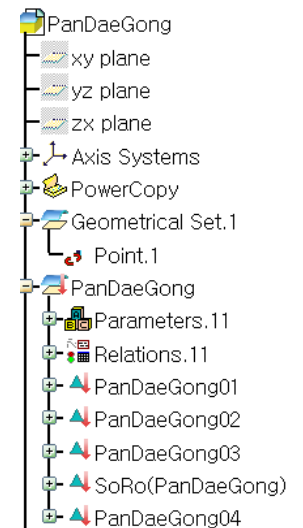 PanDaeGong
xy plane
yz plane
zx plane
Axis Systems
PowerCopy
Geometrical Set.1
Point.1
PanDaeGong
Parameters.11
Relations.11
PanDaeGong01
PanDaeGong02
PanDaeGong03
SoRo(PanDaeGong)
PanDaeGong04